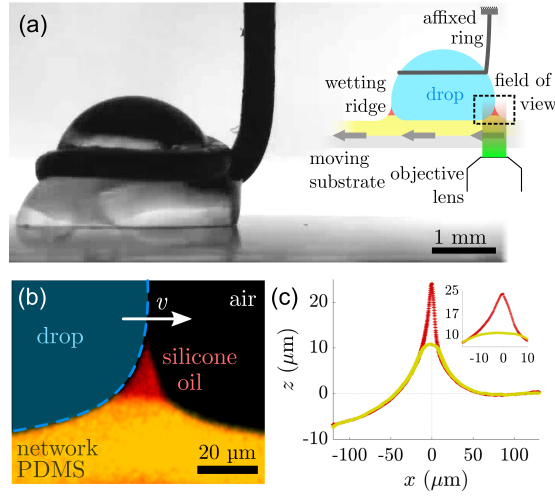 (a)
affixed
ring
wetting
ridge
drop
field of
view
moving
substrate
objective
lens
1 mm
(b)
v
air
drop
silicone
oil
network
PDMS
20 μm
(c)
z (μm)
20
10
0
-10
-100
-50
0
50
100
x (μm)
25
17
10
-10
0
10